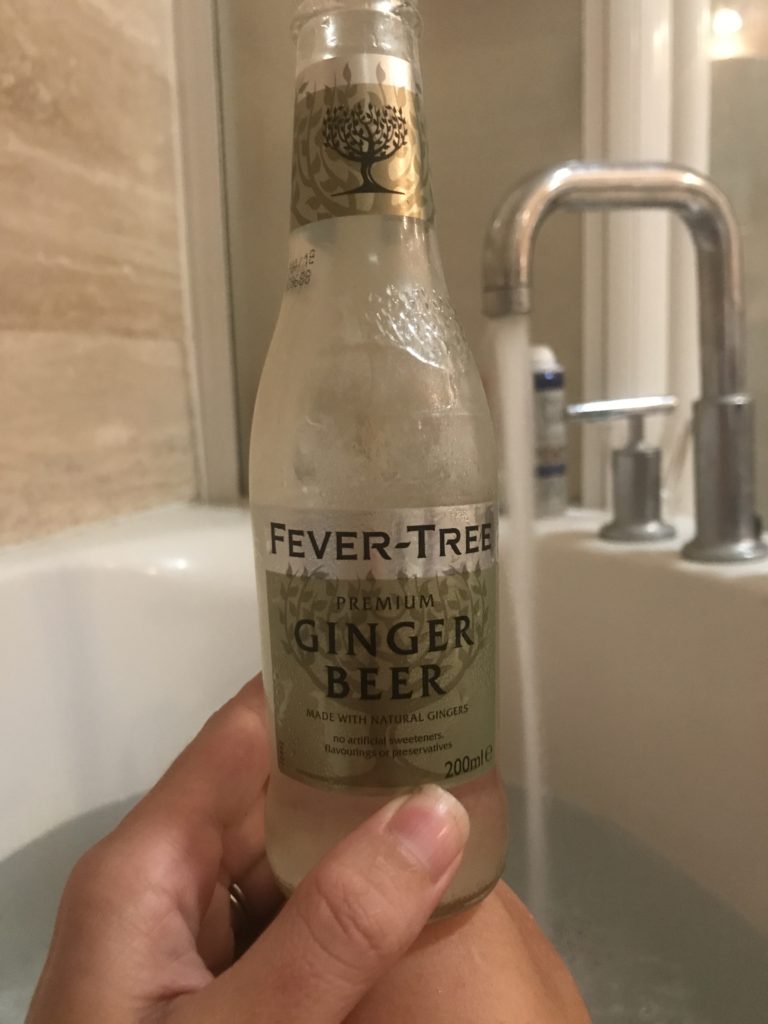 FEVER-TREE
PREMIUM
GINGER
BEER
MADE WITH NATURAL GINGERS
no artificial sweeteners,
flavourings or preservatives
200ml e